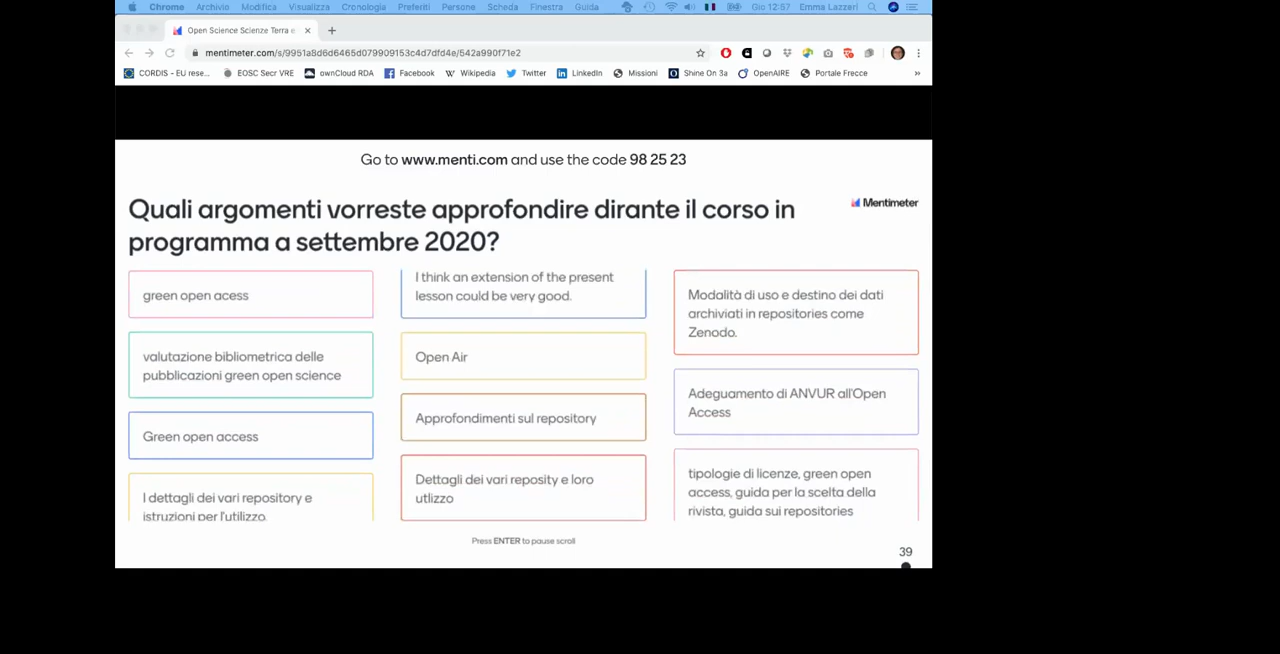 Chrome Archivio Modifica Visualizza Cronologia Preferiti Persone Scheda Finestra Guida Gio 12:57 Emma Lazzeri
Open Science Scienze Terra e
mentimeter.com/s/9951a8d6d6465d079909153c4d7dfd4e/542a990f71e2
CORDIS - EU rese... EOSC Secr VRE ownCloud RDA Facebook Wikipedia Twitter LinkedIn Missioni Shine On 3a OpenAIRE Portale Frecce »
Go to www.menti.com and use the code 98 25 23
Quali argomenti vorreste approfondire dirante il corso in
programma a settembre 2020?
Mentimeter
green open acess
valutazione bibliometrica delle
pubblicazioni green open science
Green open access
I dettagli dei vari repository e
istruzioni per l'utilizzo.
I think an extension of the present
lesson could be very good.
Open Air
Approfondimenti sul repository
Dettagli dei vari reposity e loro
utlizzo
Modalità di uso e destino dei dati
archiviati in repositories come
Zenodo.
Adeguamento di ANVUR all'Open
Access
tipologie di licenze, green open
access, guida per la scelta della
rivista, guida sui repositories
Press ENTER to pause scroll
39